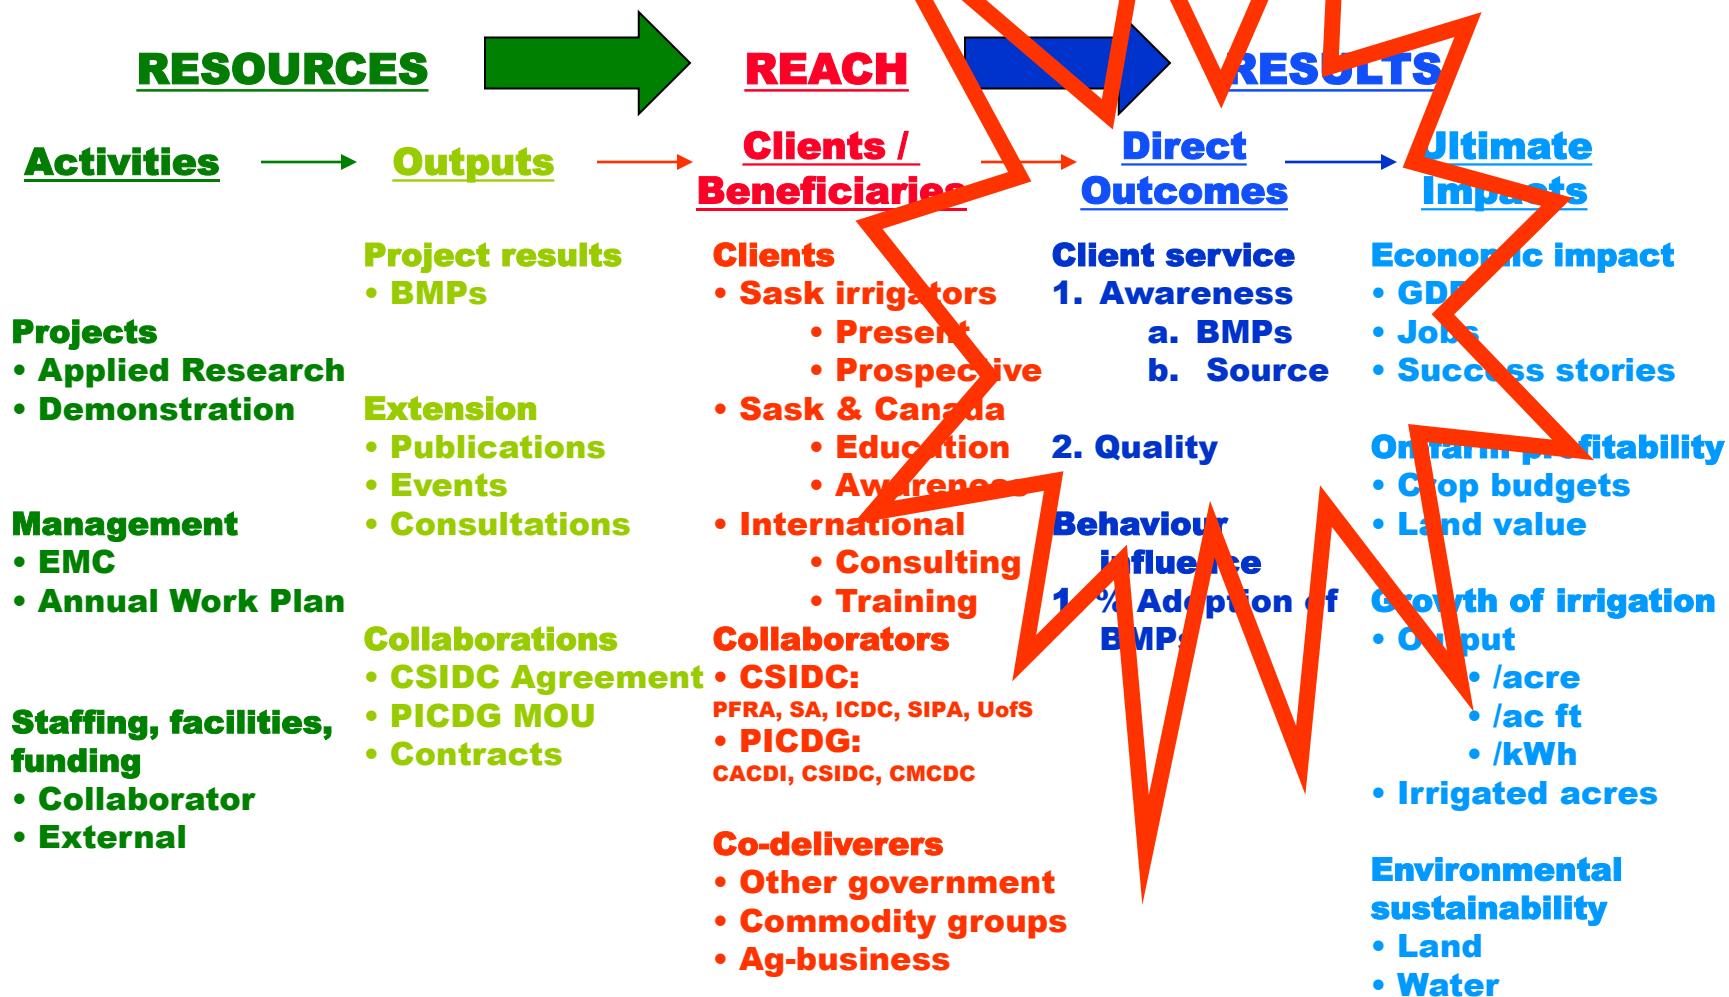 RESOURCES
REACH
RESULTS
Activities
Outputs
Clients /
Beneficiaries
Direct
Outcomes
Ultimate
Impacts
Projects
• Applied Research
• Demonstration
Management
• EMC
• Annual Work Plan
Staffing, facilities,
funding
• Collaborator
• External
Project results
• BMPs
Extension
• Publications
• Events
• Consultations
Collaborations
• CSIDC Agreement
• PICDG MOU
• Contracts
Clients
• Sask irrigators
• Present
• Prospective
• Sask & Canada
• Education
• Awareness
• International
• Consulting
• Training
Collaborators
• CSIDC:
PFRA, SA, ICDC, SIPA, UofS
• PICDG:
CACDI, CSIDC, CMCDC
Co-deliverers
• Other government
• Commodity groups
• Ag-business
Client service
1. Awareness
a. BMPs
b. Source
2. Quality
Behaviour
influence
1. % Adoption of
BMPs
Economic impact
• GDP
• Jobs
• Success stories
On farm profitability
• Crop budgets
• Land value
Growth of irrigation
• Output
• /acre
• /ac ft
• /kWh
• Irrigated acres
Environmental
sustainability
• Land
• Water